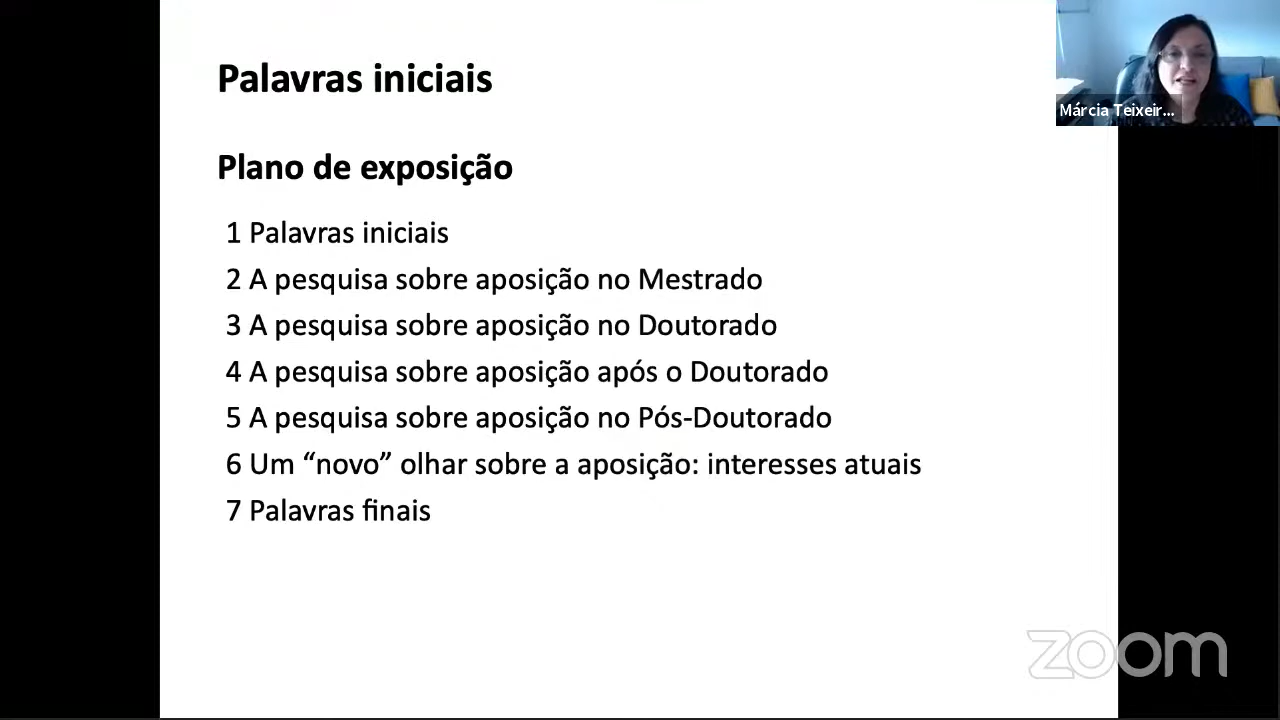 Palavras iniciais
Márcia Teixeir...
Plano de exposição
1 Palavras iniciais
2 A pesquisa sobre aposição no Mestrado
3 A pesquisa sobre aposição no Doutorado
4 A pesquisa sobre aposição após o Doutorado
5 A pesquisa sobre aposição no Pós-Doutorado
6 Um “novo” olhar sobre a aposição: interesses atuais
7 Palavras finais
zoom